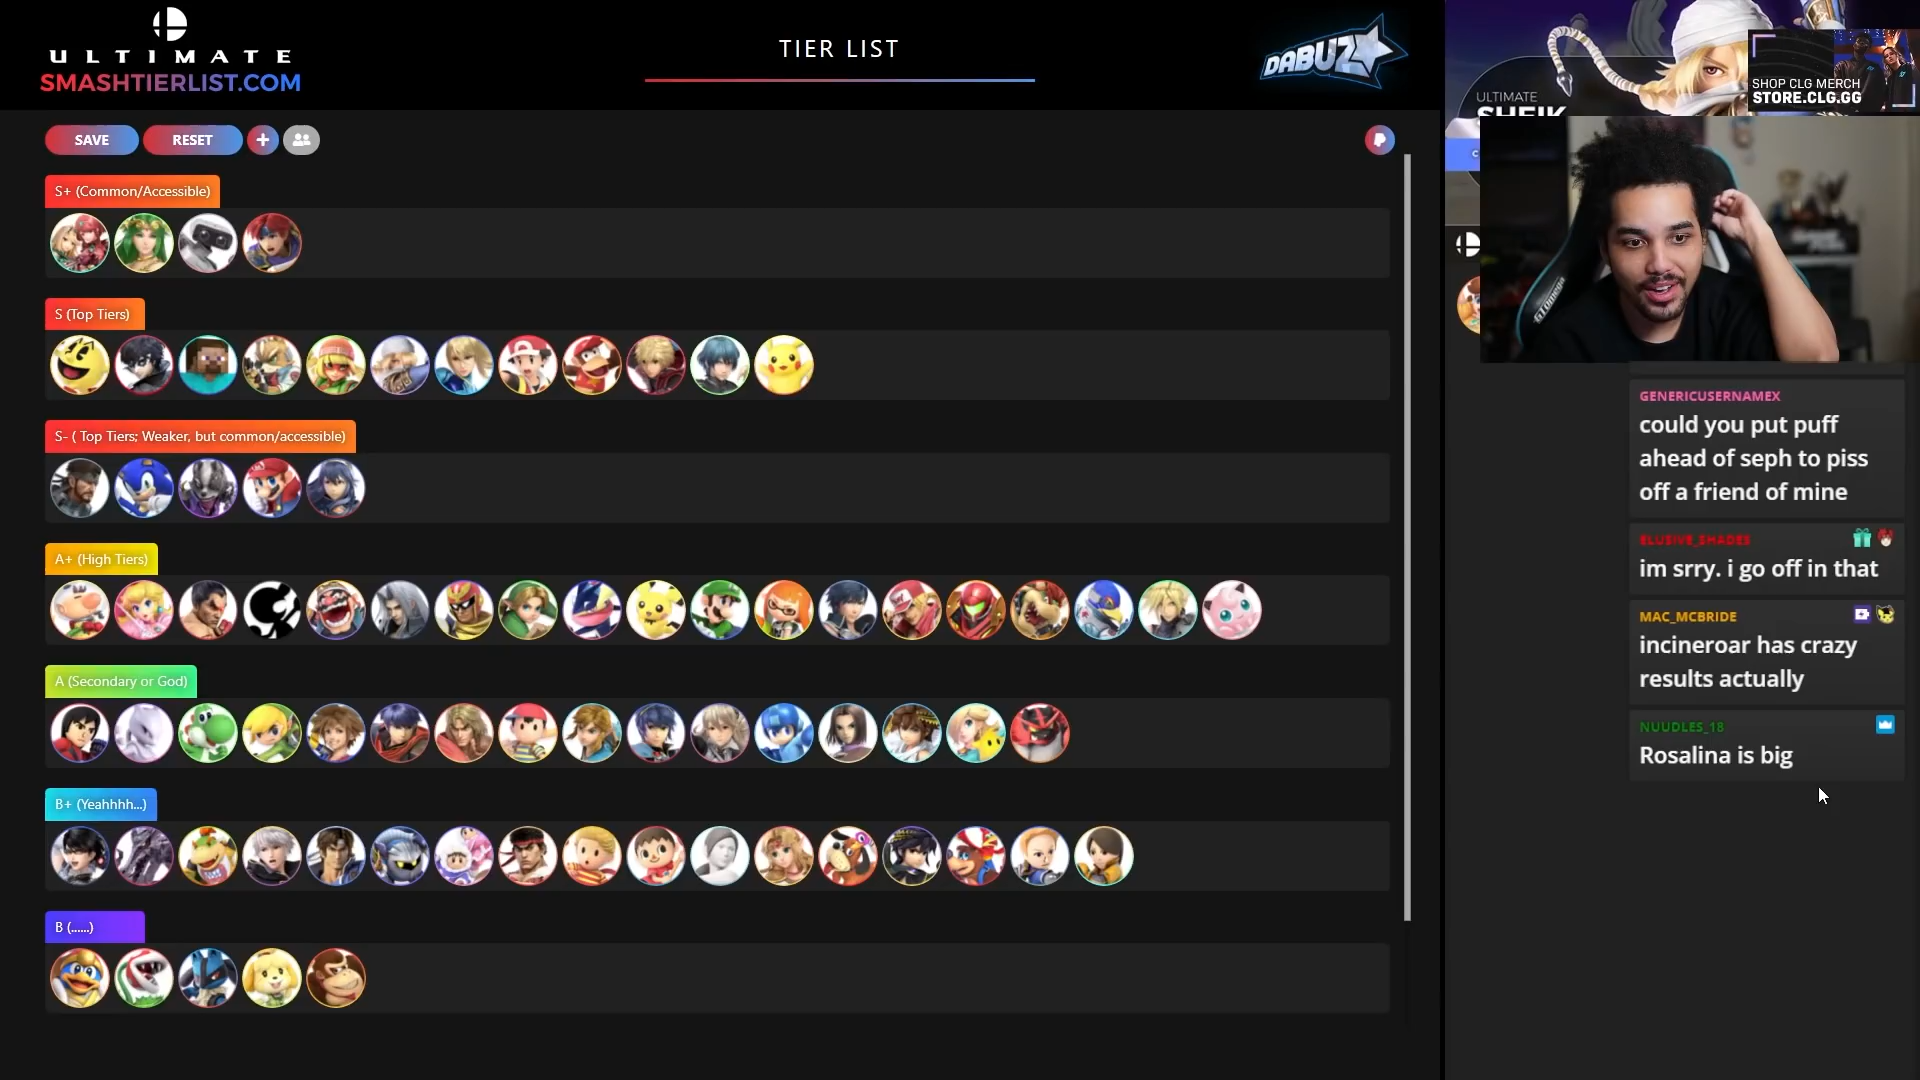 ULTIMATE
SMASHTIERLIST.COM
TIER LIST
DABUZ
SAVE
RESET
+
S+ (Common/Accessible)
S (Top Tiers)
S- ( Top Tiers; Weaker, but common/accessible)
A+ (High Tiers)
A (Secondary or God)
B+ (Yeahhhh...)
B (......)
ULTIMATE
SHEIK
SHOP CLG MERCH
STORE.CLG.GG
GTOmega
GENERICUSERNAMEX
could you put puff
ahead of seph to piss
off a friend of mine
ELUSIVE_SHADES
im srry. i go off in that
MAC_MCBRIDE
incineroar has crazy
results actually
NUUDLES_18
Rosalina is big